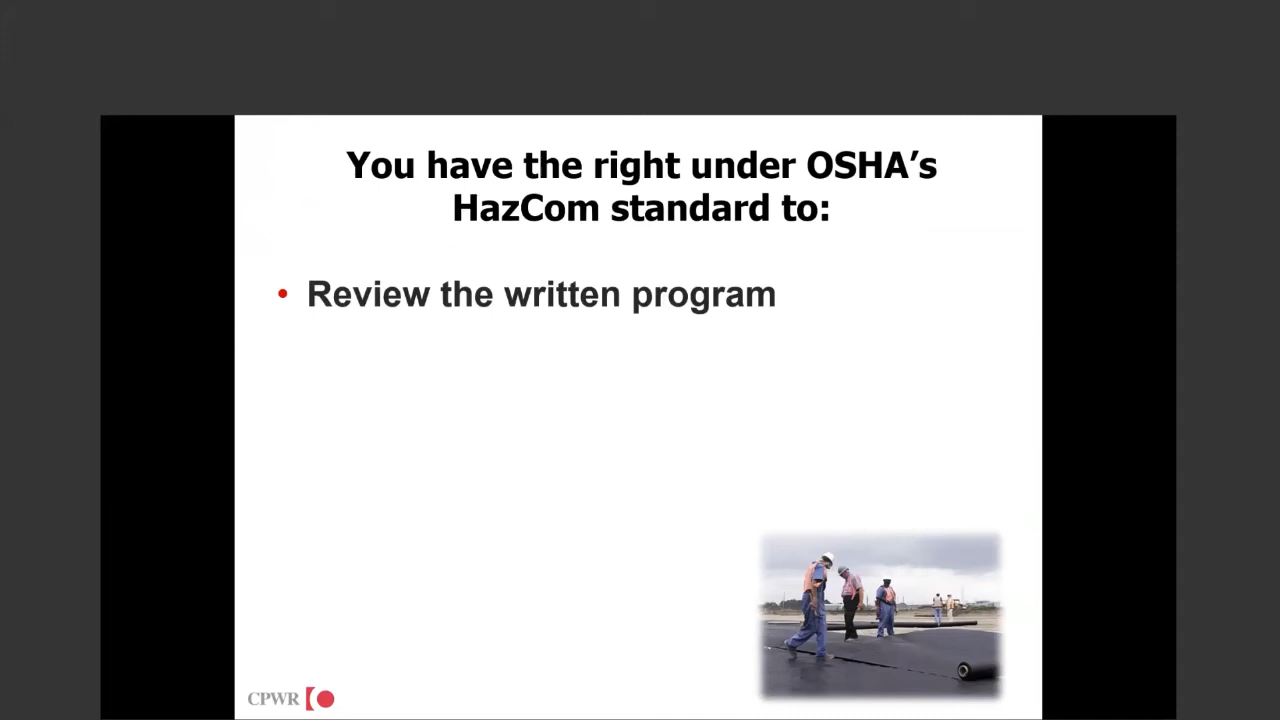 You have the right under OSHA’s
HazCom standard to:
• Review the written program
CPWR